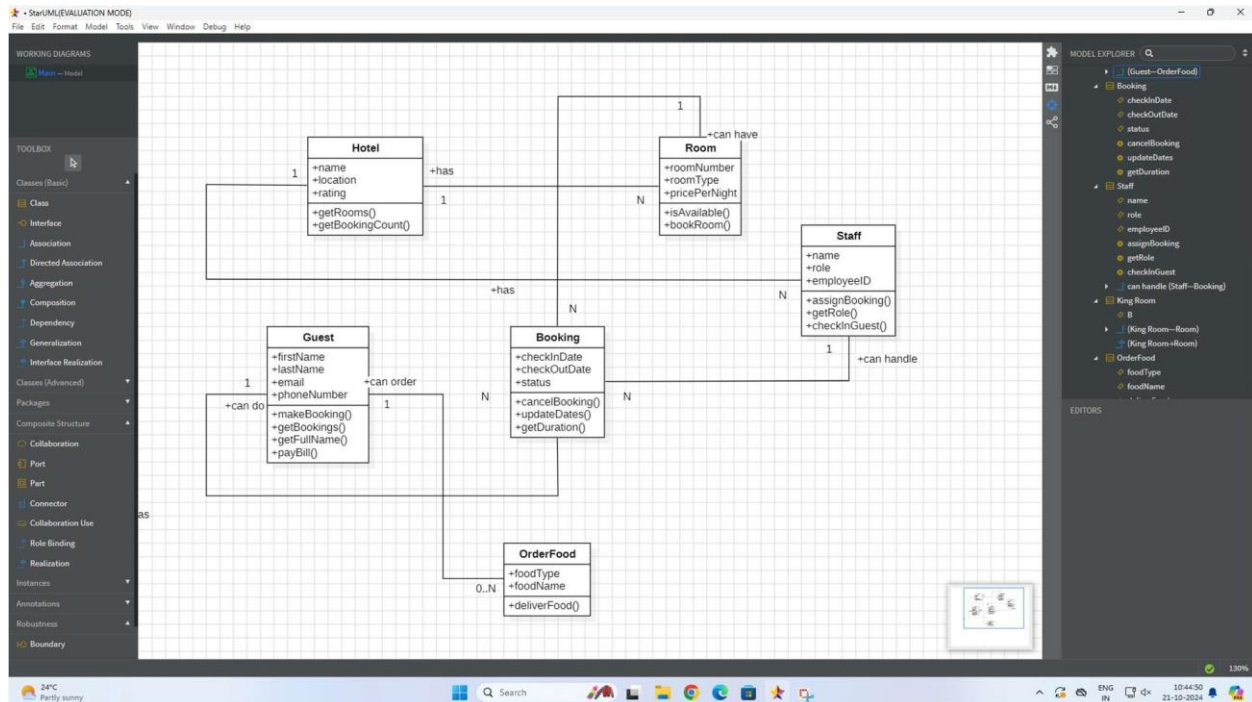 • StarUML(EVALUATION MODE)
File Edit Format Model Tools View Window Debug Help
WORKING DIAGRAMS
Main — Model
TOOLBOX
Classes (Basic)
Class
Interface
Association
Directed Association
Aggregation
Composition
Dependency
Generalization
Interface Realization
Classes (Advanced)
Packages
Composite Structure
Collaboration
Port
Part
Connector
Collaboration Use
Role Binding
Realization
Instances
Annotations
Robustness
Boundary
1
+can have
Hotel
+name
+location
+rating
+getRooms()
+getBookingCount()
1
+has
1
N
Room
+roomNumber
+roomType
+pricePerNight
+isAvailable()
+bookRoom()
Staff
+name
+role
+employeeID
+assignBooking()
+getRole()
+checkInGuest()
+has
N
N
1
+can handle
Guest
+firstName
+lastName
+email
+phoneNumber
+makeBooking()
+getBookings()
+getFullName()
+payBill()
1
+can do
+can order
1
Booking
+checkInDate
+checkOutDate
+status
+cancelBooking()
+updateDates()
+getDuration()
N
N
as
OrderFood
+foodType
+foodName
+deliverFood()
0..N
MODEL EXPLORER
(Guest—OrderFood)
Booking
checkInDate
checkOutDate
status
cancelBooking
updateDates
getDuration
Staff
name
role
employeeID
assignBooking
getRole
checkInGuest
can handle (Staff—Booking)
King Room
B
(King Room—Room)
(King Room→Room)
OrderFood
foodType
foodName
EDITORS
130%
24°C
Partly sunny
Search
ENG
IN
10:44:50
21-10-2024